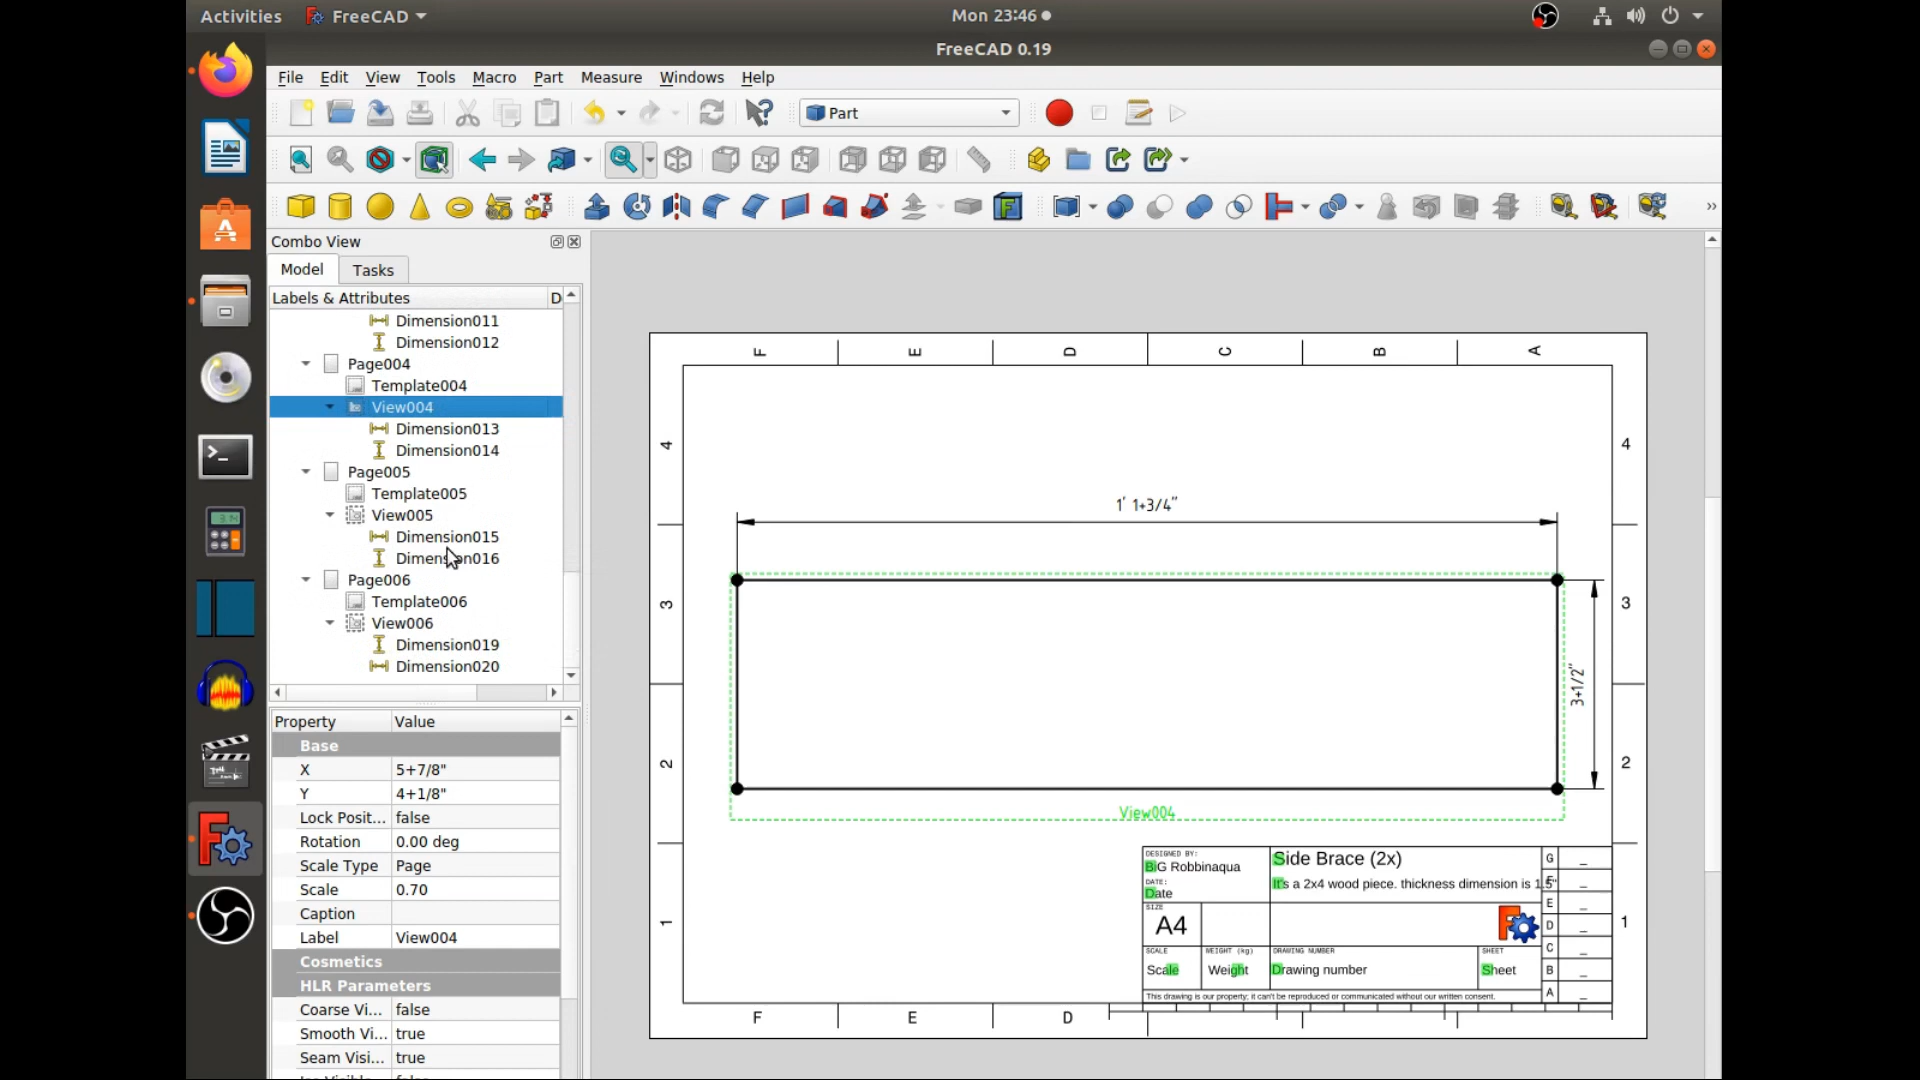 Activities FreeCAD Mon 23:46
FreeCAD 0.19
File Edit View Tools Macro Part Measure Windows Help
Part
Combo View
Model Tasks
Labels & Attributes D
Dimension011
Dimension012
Page004
Template004
View004
Dimension013
Dimension014
Page005
Template005
View005
Dimension015
Dimension016
Page006
Template006
View006
Dimension019
Dimension020
Property Value
Base
X 5+7/8"
Y 4+1/8"
Lock Posit... false
Rotation 0.00 deg
Scale Type Page
Scale 0.70
Caption
Label View004
Cosmetics
HLR Parameters
Coarse Vi... false
Smooth Vi... true
Seam Visi... true
F E D C B A
4 4
3 3
2 2
1 1
1' 1+3/4"
3+1/2"
View004
DESIGNED BY:
BiG Robbinaqua
DATE:
Date
Side Brace (2x)
It's a 2x4 wood piece. thickness dimension is 1.5"
SIZE
A4
SCALE WEIGHT (kg) DRAWING NUMBER SHEET
Scale Weight Drawing number Sheet
This drawing is our property; it can't be reproduced or communicated without our written consent.
G _
F _
E _
D _
C _
B _
A _
F E D